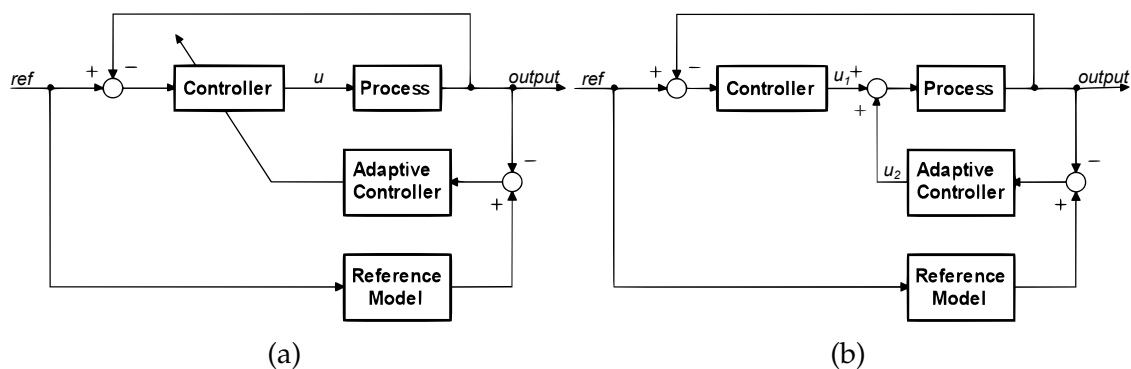 ref
+
−
Controller
u
Process
output
Adaptive
Controller
−
+
Reference
Model
(a)
ref
+
−
Controller
u1
+
+
Process
output
u2
Adaptive
Controller
−
+
Reference
Model
(b)